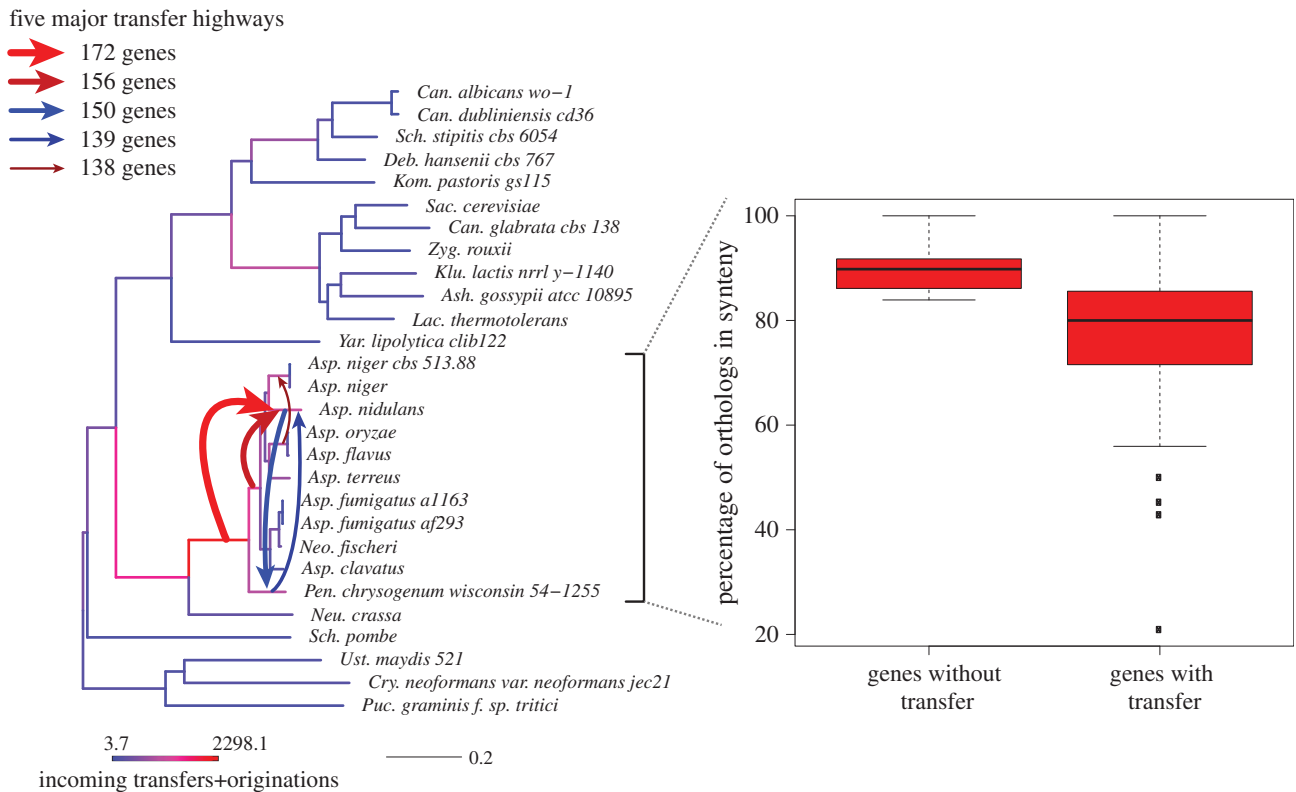 five major transfer highways
172 genes
156 genes
150 genes
139 genes
138 genes
Can. albicans wo−1
Can. dubliniensis cd36
Sch. stipitis cbs 6054
Deb. hansenii cbs 767
Kom. pastoris gs115
Sac. cerevisiae
Can. glabrata cbs 138
Zyg. rouxii
Klu. lactis nrrl y−1140
Ash. gossypii atcc 10895
Lac. thermotolerans
Yar. lipolytica clib122
Asp. niger cbs 513.88
Asp. niger
Asp. nidulans
Asp. oryzae
Asp. flavus
Asp. terreus
Asp. fumigatus a1163
Asp. fumigatus af293
Neo. fischeri
Asp. clavatus
Pen. chrysogenum wisconsin 54−1255
Neu. crassa
Sch. pombe
Ust. maydis 521
Cry. neoformans var. neoformans jec21
Puc. graminis f. sp. tritici
3.7 2298.1
incoming transfers+originations
0.2
percentage of orthologs in synteny
100
80
60
40
20
genes without
transfer
genes with
transfer